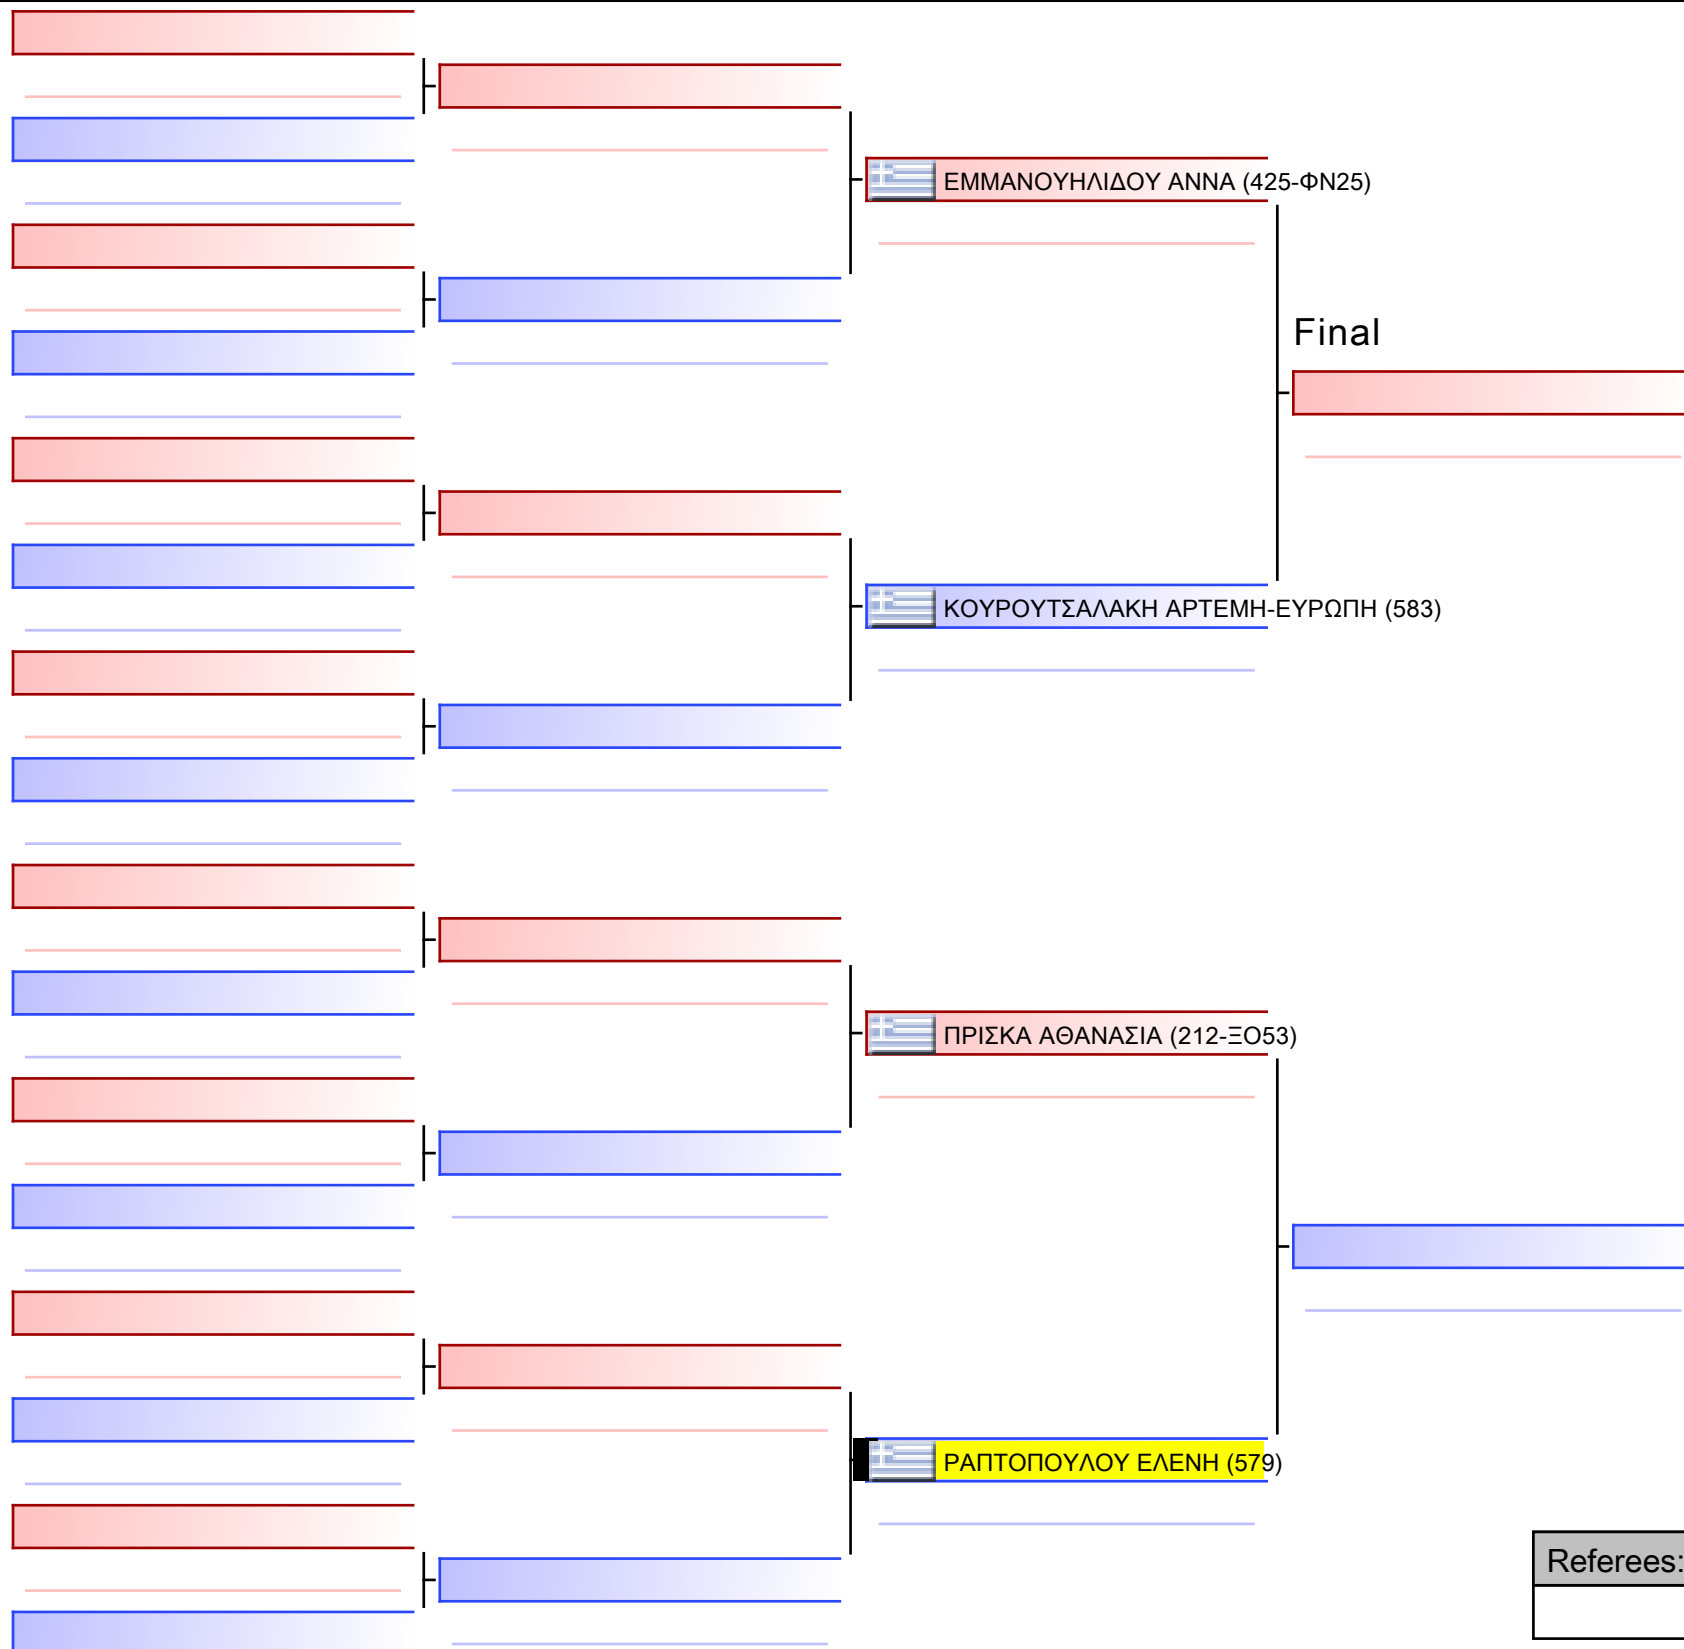 ΕΜΜΑΝΟΥΗΛΙΔΟΥ ΑΝΝΑ (425-ΦΝ25)
Final
ΚΟΥΡΟΥΤΣΑΛΑΚΗ ΑΡΤΕΜΗ-ΕΥΡΩΠΗ (583)
ΠΡΙΣΚΑ ΑΘΑΝΑΣΙΑ (212-ΞΟ53)
ΡΑΠΤΟΠΟΥΛΟΥ ΕΛΕΝΗ (579)
Referees: